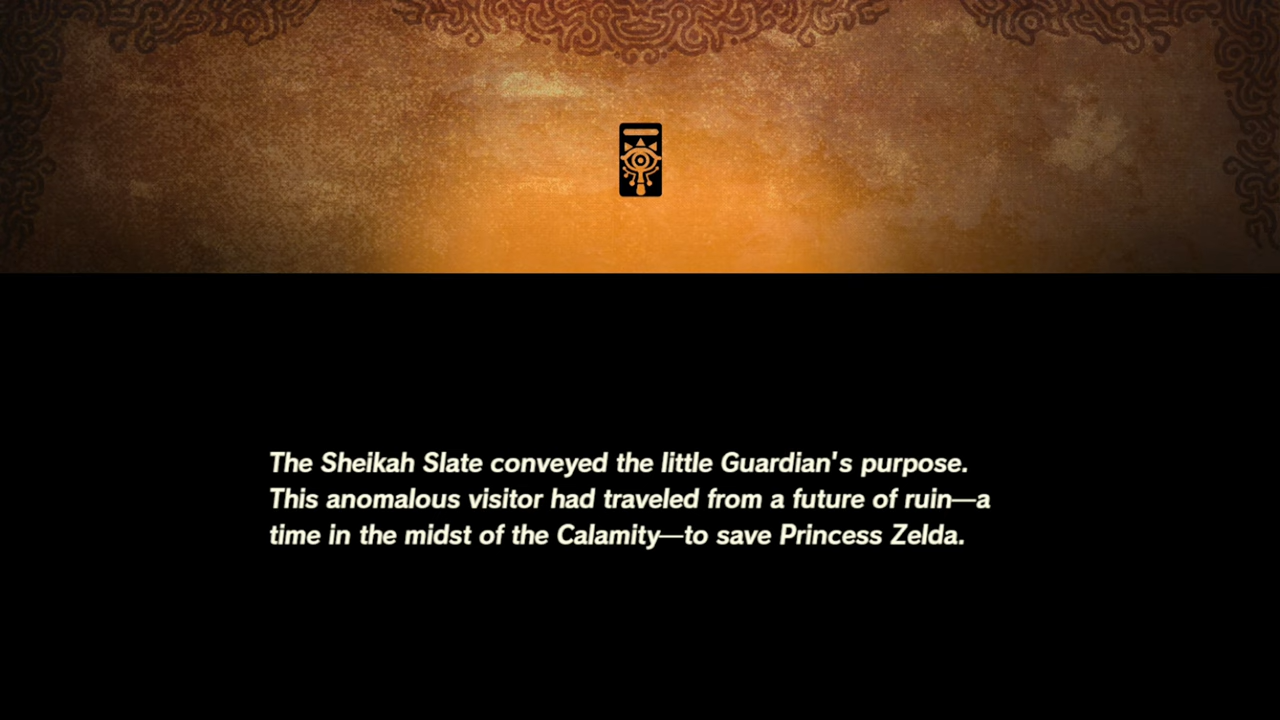 The Sheikah Slate conveyed the little Guardian's purpose.
This anomalous visitor had traveled from a future of ruin—a
time in the midst of the Calamity—to save Princess Zelda.